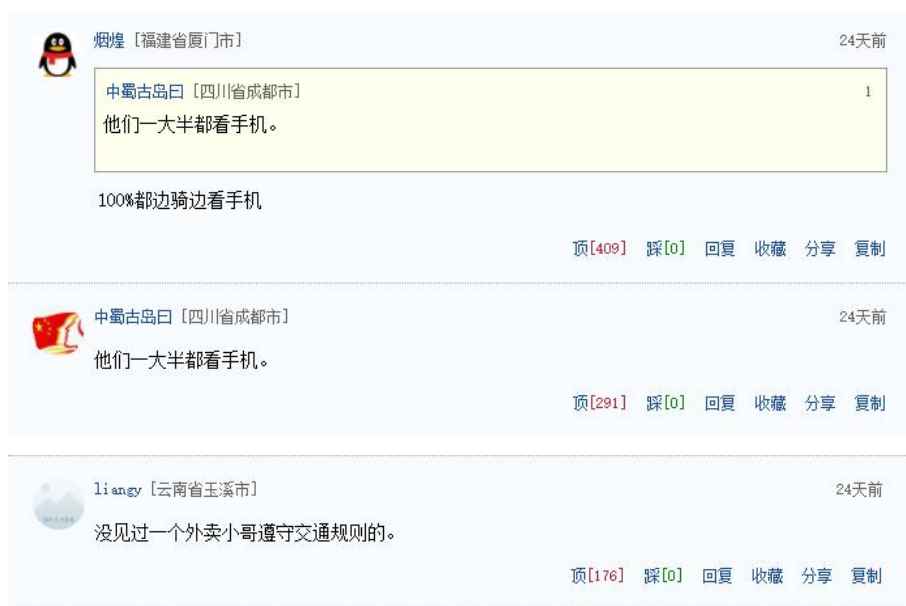 烟煌 [福建省厦门市] 24天前
中蜀古岛曰 [四川省成都市] 1
他们一大半都看手机。
100%都边骑边看手机
顶[409] 踩[0] 回复 收藏 分享 复制
中蜀古岛曰 [四川省成都市] 24天前
他们一大半都看手机。
顶[291] 踩[0] 回复 收藏 分享 复制
liangy [云南省玉溪市] 24天前
没见过一个外卖小哥遵守交通规则的。
顶[176] 踩[0] 回复 收藏 分享 复制